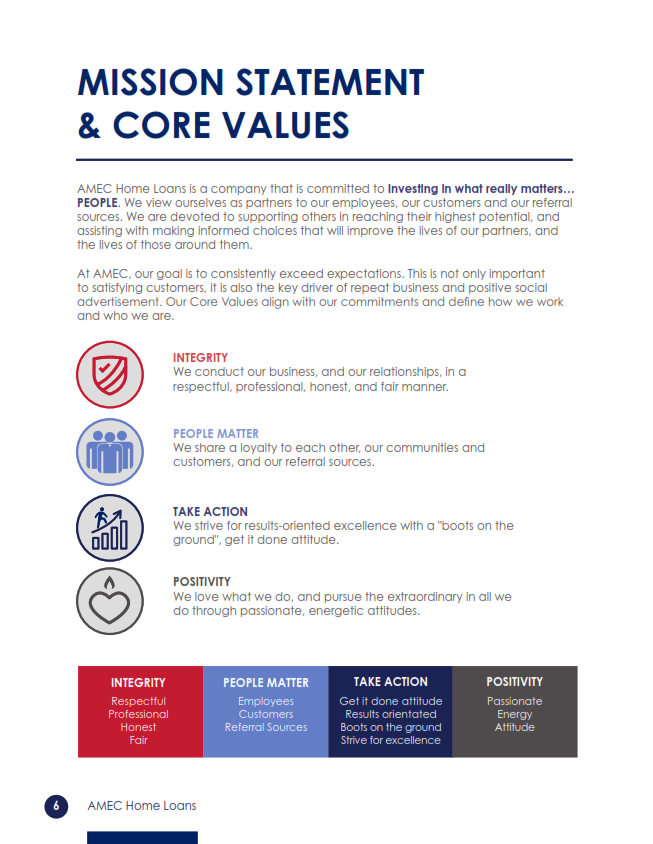 MISSION STATEMENT
& CORE VALUES
AMEC Home Loans is a company that is committed to Investing in what really matters...
PEOPLE. We view ourselves as partners to our employees, our customers and our referral
sources. We are devoted to supporting others in reaching their highest potential, and
assisting with making informed choices that will improve the lives of our partners, and
the lives of those around them.
At AMEC, our goal is to consistently exceed expectations. This is not only important
to satisfying customers, it is also the key driver of repeat business and positive social
advertisement. Our Core Values align with our commitments and define how we work
and who we are.
INTEGRITY
We conduct our business, and our relationships, in a
respectful, professional, honest, and fair manner.
PEOPLE MATTER
We share a loyalty to each other, our communities and
customers, and our referral sources.
TAKE ACTION
We strive for results-oriented excellence with a "boots on the
ground", get it done attitude.
POSITIVITY
We love what we do, and pursue the extraordinary in all we
do through passionate, energetic attitudes.
INTEGRITY
Respectful
Professional
Honest
Fair
PEOPLE MATTER
Employees
Customers
Referral Sources
TAKE ACTION
Get it done attitude
Results orientated
Boots on the ground
Strive for excellence
POSITIVITY
Passionate
Energy
Attitude
6 AMEC Home Loans